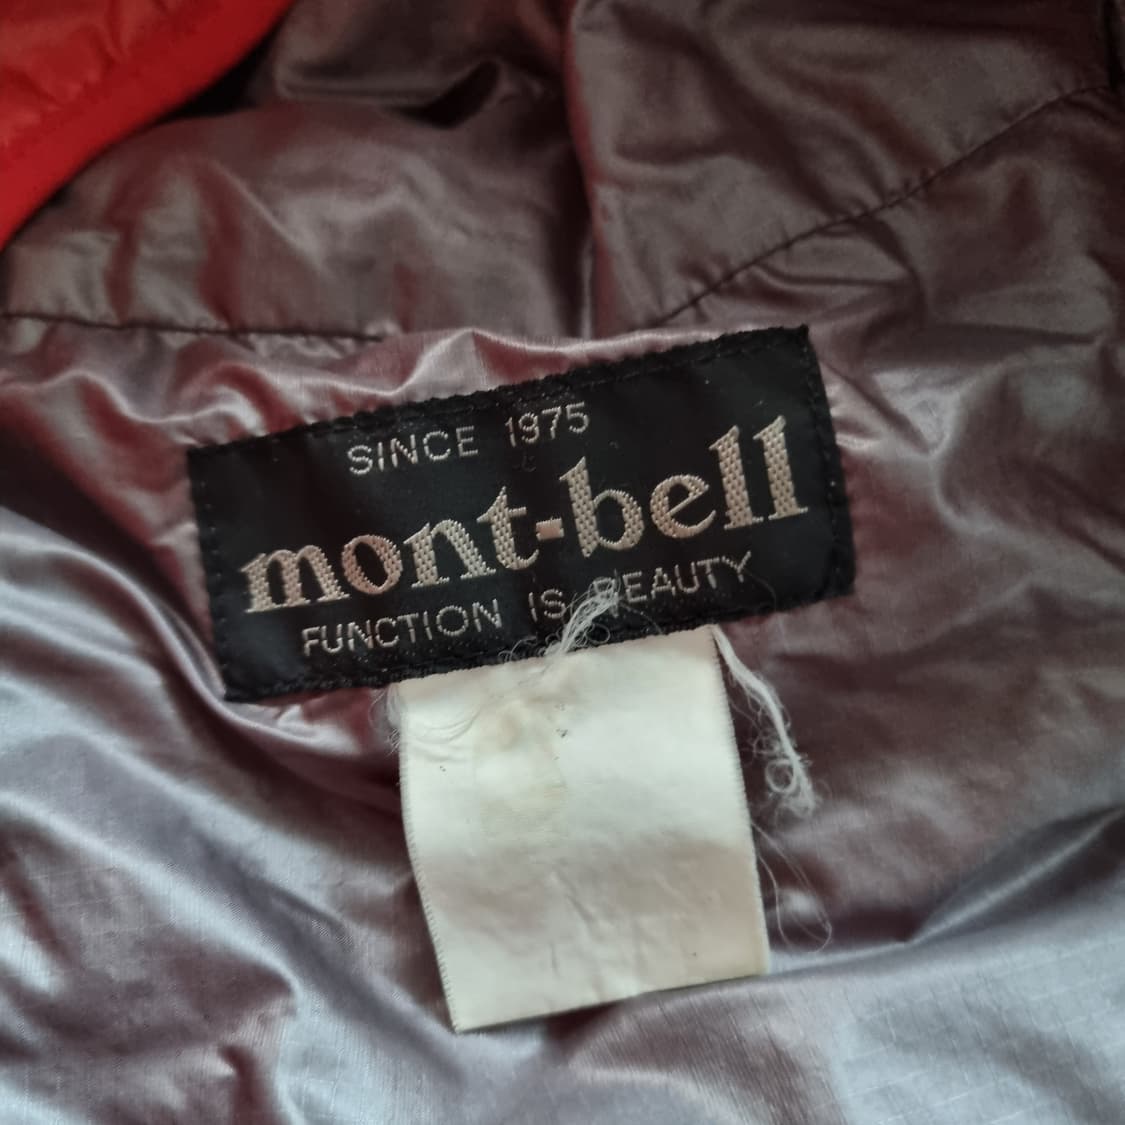 SINCE 1975
mont-bell
FUNCTION IS BEAUTY